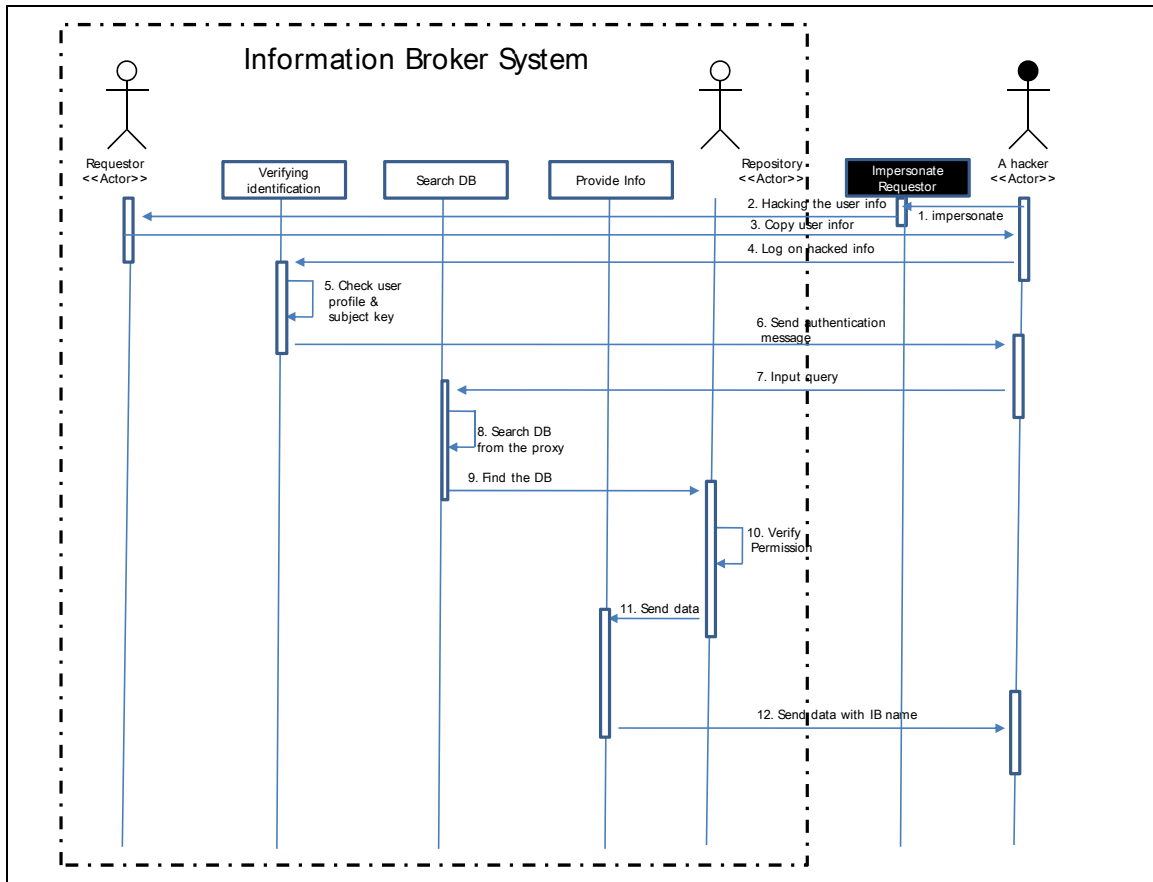 Information Broker System
Requestor
<<Actor>>
Verifying
identification
Search DB
Provide Info
Repository
<<Actor>>
Impersonate
Requestor
A hacker
<<Actor>>
2. Hacking the user info
1. impersonate
3. Copy user infor
4. Log on hacked info
5. Check user
profile &
subject key
6. Send authentication
message
7. Input query
8. Search DB
from the proxy
9. Find the DB
10. Verify
Permission
11. Send data
12. Send data with IB name